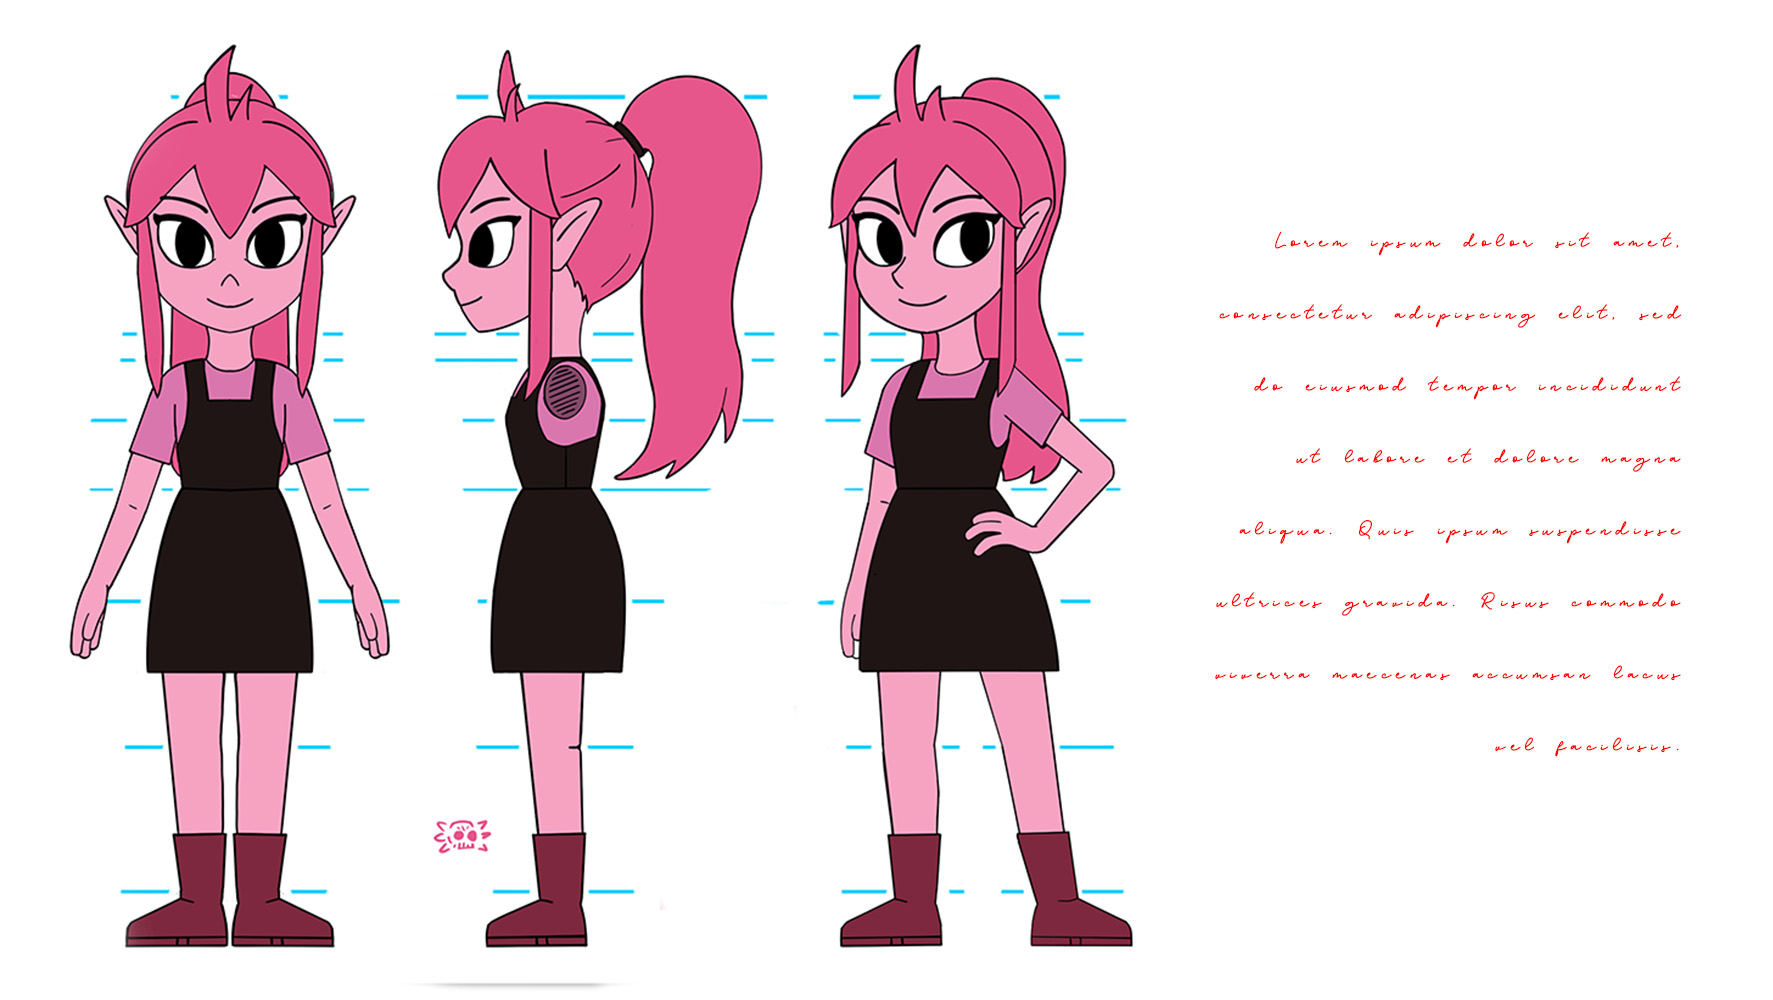 Lorem ipsum dolor sit amet,
consectetur adipiscing elit, sed
do eiusmod tempor incididunt
ut labore et dolore magna
aliqua. Quis ipsum suspendisse
ultrices gravida. Risus commodo
viverra maecenas accumsan lacus
vel facilisis.